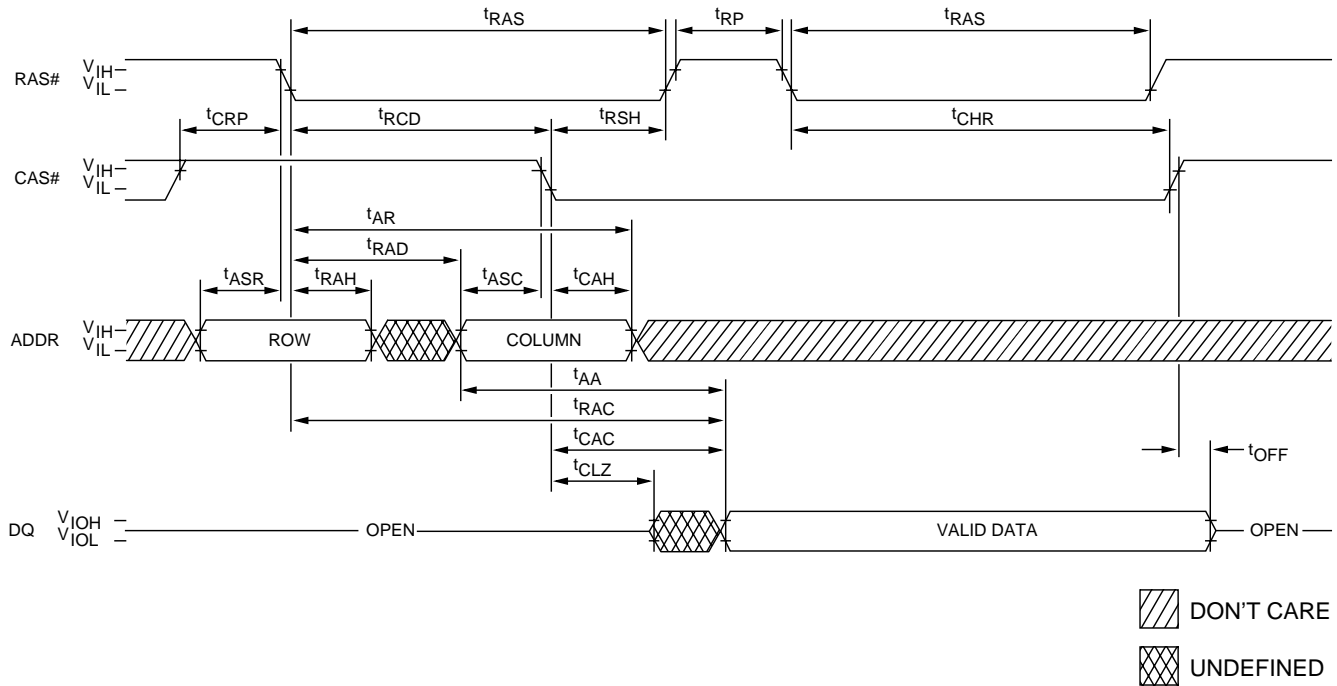 tRAS tRP tRAS
RAS# VIH VIL
tCRP tRCD tRSH tCHR
CAS# VIH VIL
tAR
tRAD
tASR tRAH tASC tCAH
ADDR VIH VIL ROW COLUMN
tAA
tRAC
tCAC
tOFF
tCLZ
DQ VIOH VIOL OPEN VALID DATA OPEN
DON'T CARE
UNDEFINED